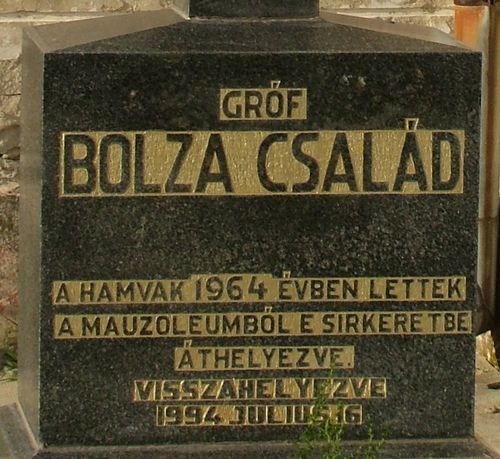 GRÓF
BOLZA CSALÁD
A HAMVAK 1964 ÉVBEN LETTEK
A MAUZOLEUMBÓL E SIRKERETBE
ÁTHELYEZVE.
VISSZAHELYEZVE
1994 JULIUS 16